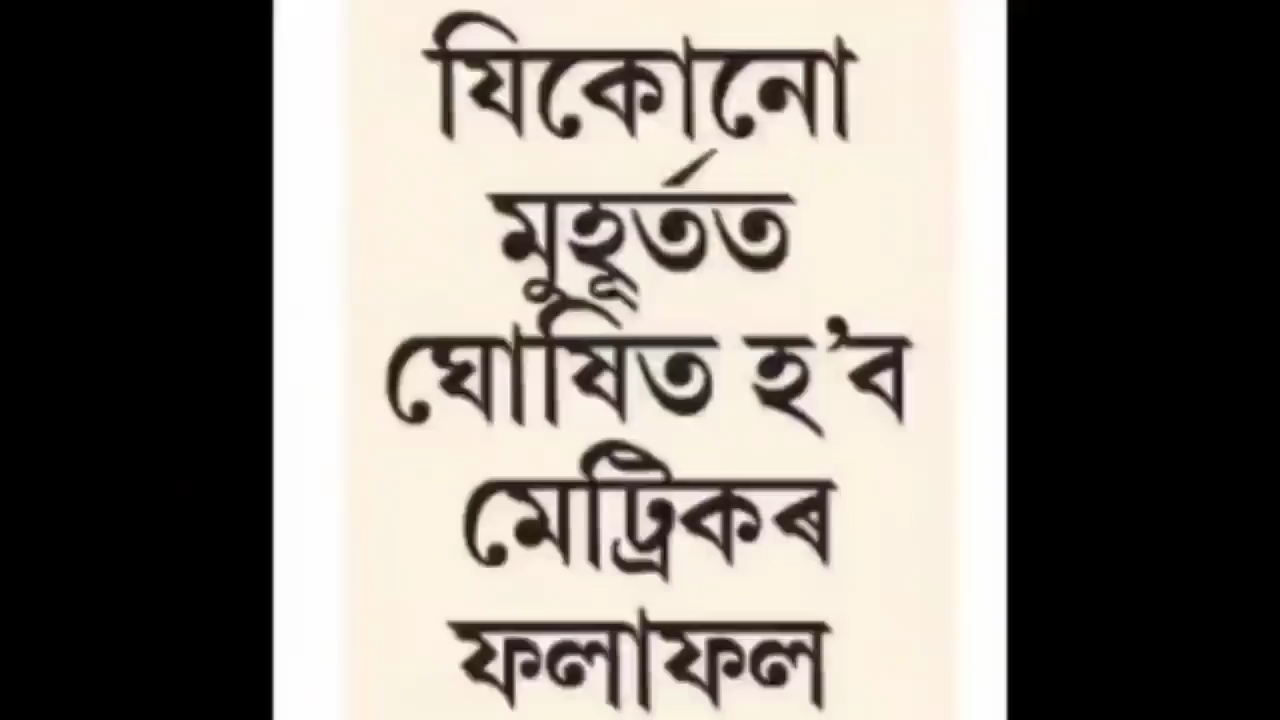 যিকোনো
মুহূৰ্তত
ঘোষিত হ'ব
মেট্ৰিকৰ
ফলাফল